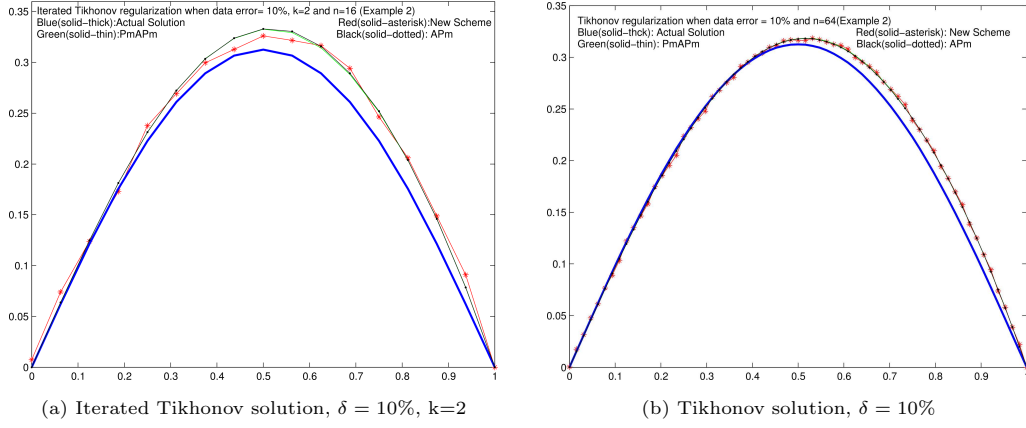 Iterated Tikhonov regularization when data error= 10%, k=2 and n=16 (Example 2)
Blue(solid−thick):Actual Solution Red(solid−asterisk):New Scheme
Green(solid−thin):PmAPm Black(solid−dotted): APm
0.3
0.25
0.2
0.15
0.1
0.05
0
0 0.1 0.2 0.3 0.4 0.5 0.6 0.7 0.8 0.9 1
(a) Iterated Tikhonov solution, δ = 10%, k=2
0.35
Tikhonov regularization when data error = 10% and n=64(Example 2)
Blue(solid−thck): Actual Solution Red(solid−asterisk): New Scheme
Green(solid−thin): PmAPm Black(solid−dotted): APm
0.3
0.25
0.2
0.15
0.1
0.05
0
0 0.1 0.2 0.3 0.4 0.5 0.6 0.7 0.8 0.9 1
(b) Tikhonov solution, δ = 10%